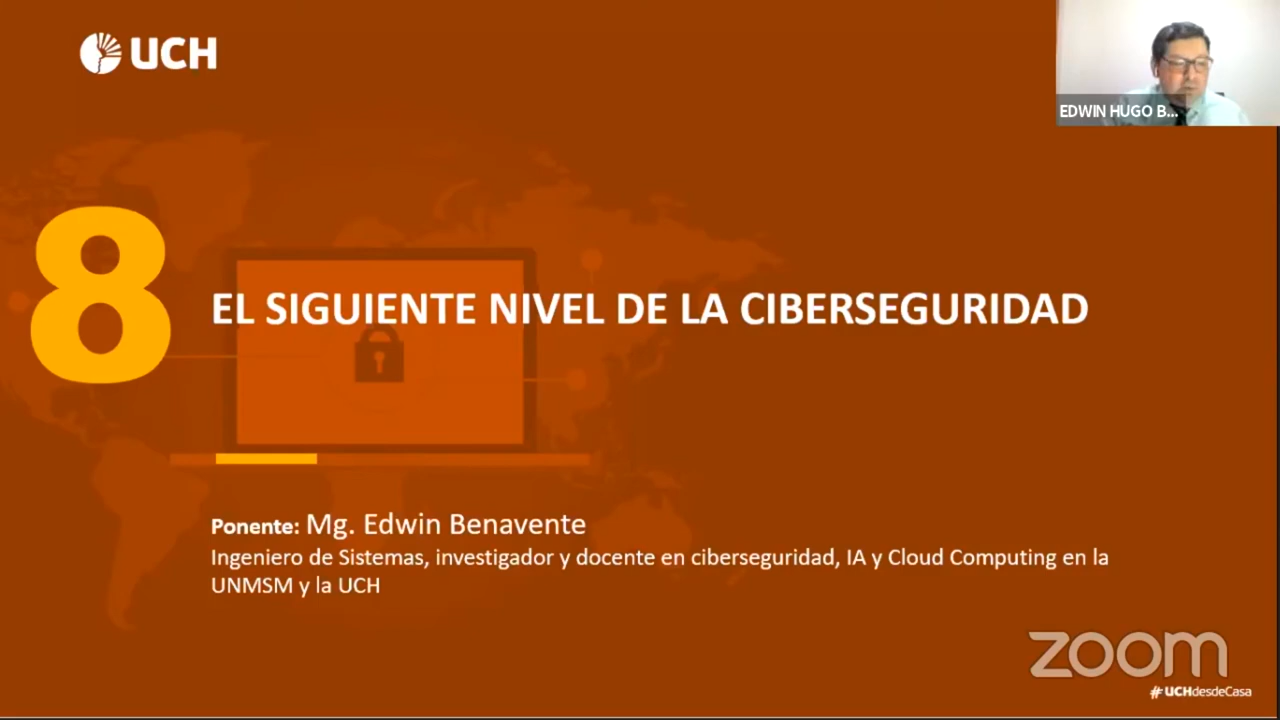 UCH
EDWIN HUGO B...
8
EL SIGUIENTE NIVEL DE LA CIBERSEGURIDAD
Ponente: Mg. Edwin Benavente
Ingeniero de Sistemas, investigador y docente en ciberseguridad, IA y Cloud Computing en la
UNMSM y la UCH
zoom
#UCHdesdeCasa